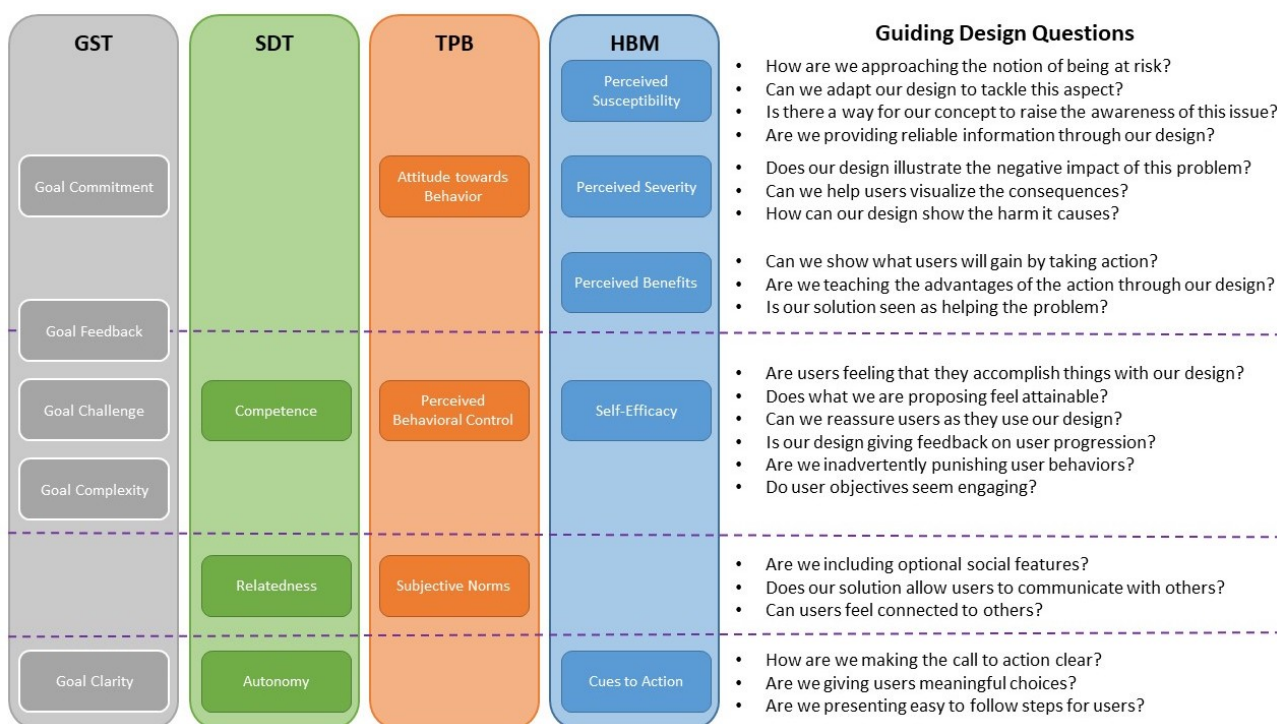 GST
SDT
TPB
HBM
Guiding Design Questions
Perceived
Susceptibility
• How are we approaching the notion of being at risk?
• Can we adapt our design to tackle this aspect?
• Is there a way for our concept to raise the awareness of this issue?
• Are we providing reliable information through our design?
Goal Commitment
Attitude towards
Behavior
Perceived Severity
• Does our design illustrate the negative impact of this problem?
• Can we help users visualize the consequences?
• How can our design show the harm it causes?
Perceived Benefits
• Can we show what users will gain by taking action?
• Are we teaching the advantages of the action through our design?
• Is our solution seen as helping the problem?
Goal Feedback
Goal Challenge
Competence
Perceived
Behavioral Control
Self-Efficacy
• Are users feeling that they accomplish things with our design?
• Does what we are proposing feel attainable?
• Can we reassure users as they use our design?
• Is our design giving feedback on user progression?
• Are we inadvertently punishing user behaviors?
• Do user objectives seem engaging?
Goal Complexity
Relatedness
Subjective Norms
• Are we including optional social features?
• Does our solution allow users to communicate with others?
• Can users feel connected to others?
Goal Clarity
Autonomy
Cues to Action
• How are we making the call to action clear?
• Are we giving users meaningful choices?
• Are we presenting easy to follow steps for users?